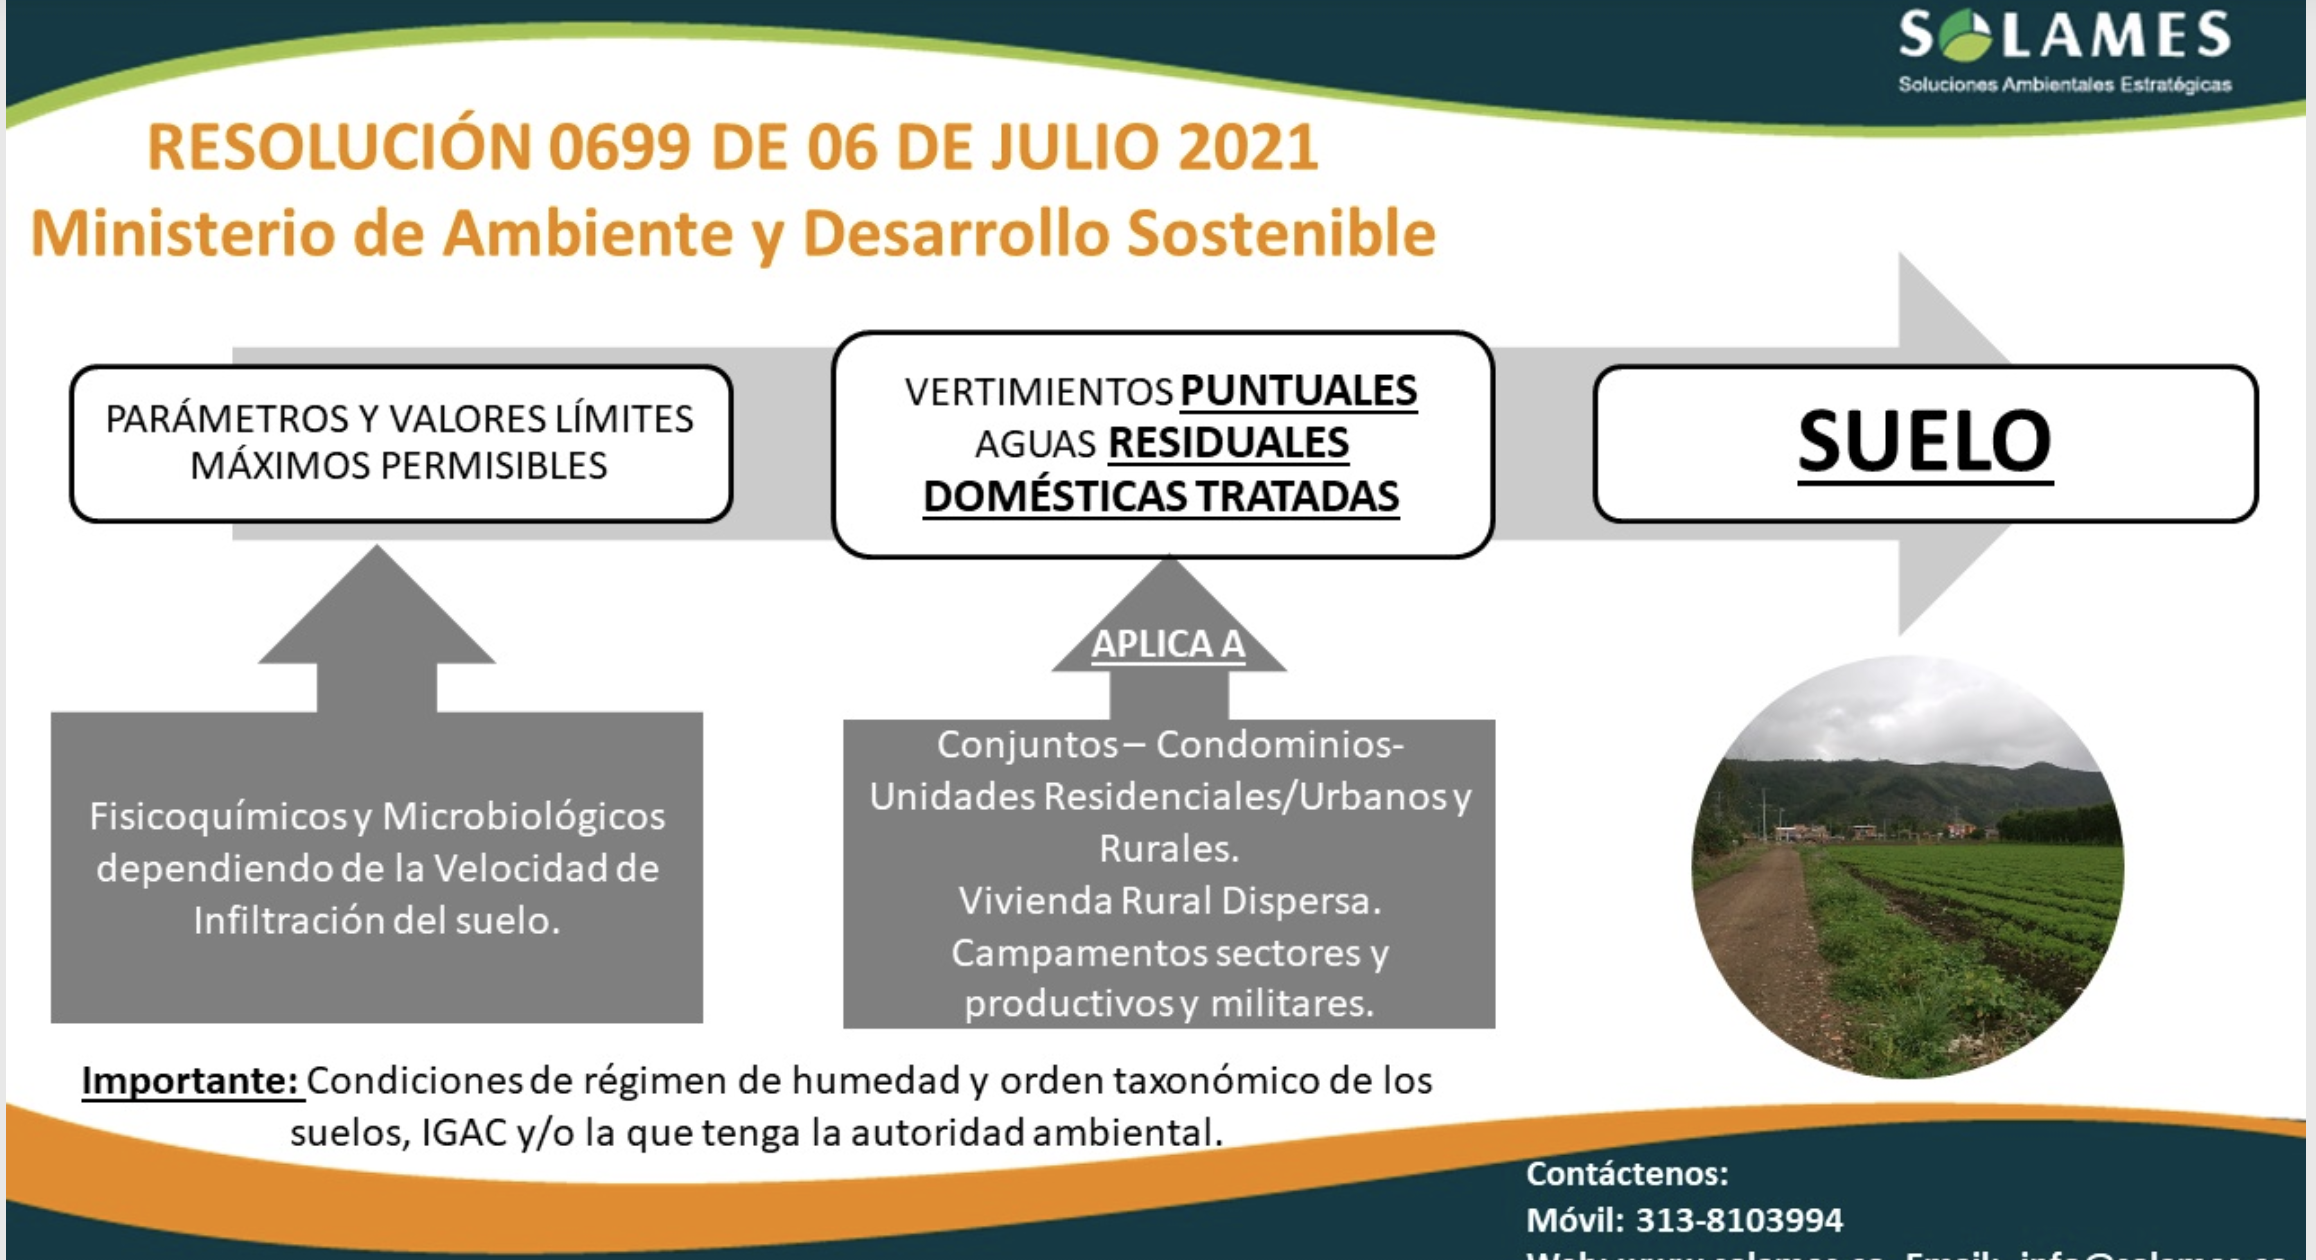 SOLAMES
Soluciones Ambientales Estratégicas
RESOLUCIÓN 0699 DE 06 DE JULIO 2021
Ministerio de Ambiente y Desarrollo Sostenible
PARÁMETROS Y VALORES LÍMITES
MÁXIMOS PERMISIBLES
VERTIMIENTOS PUNTUALES
AGUAS RESIDUALES
DOMÉSTICAS TRATADAS
SUELO
Fisicoquímicos y Microbiológicos
dependiendo de la Velocidad de
Infiltración del suelo.
APLICA A
Conjuntos – Condominios-
Unidades Residenciales/Urbanos y
Rurales.
Vivienda Rural Dispersa.
Campamentos sectores y
productivos y militares.
Importante: Condiciones de régimen de humedad y orden taxonómico de los
suelos, IGAC y/o la que tenga la autoridad ambiental.
Contáctenos:
Móvil: 313-8103994